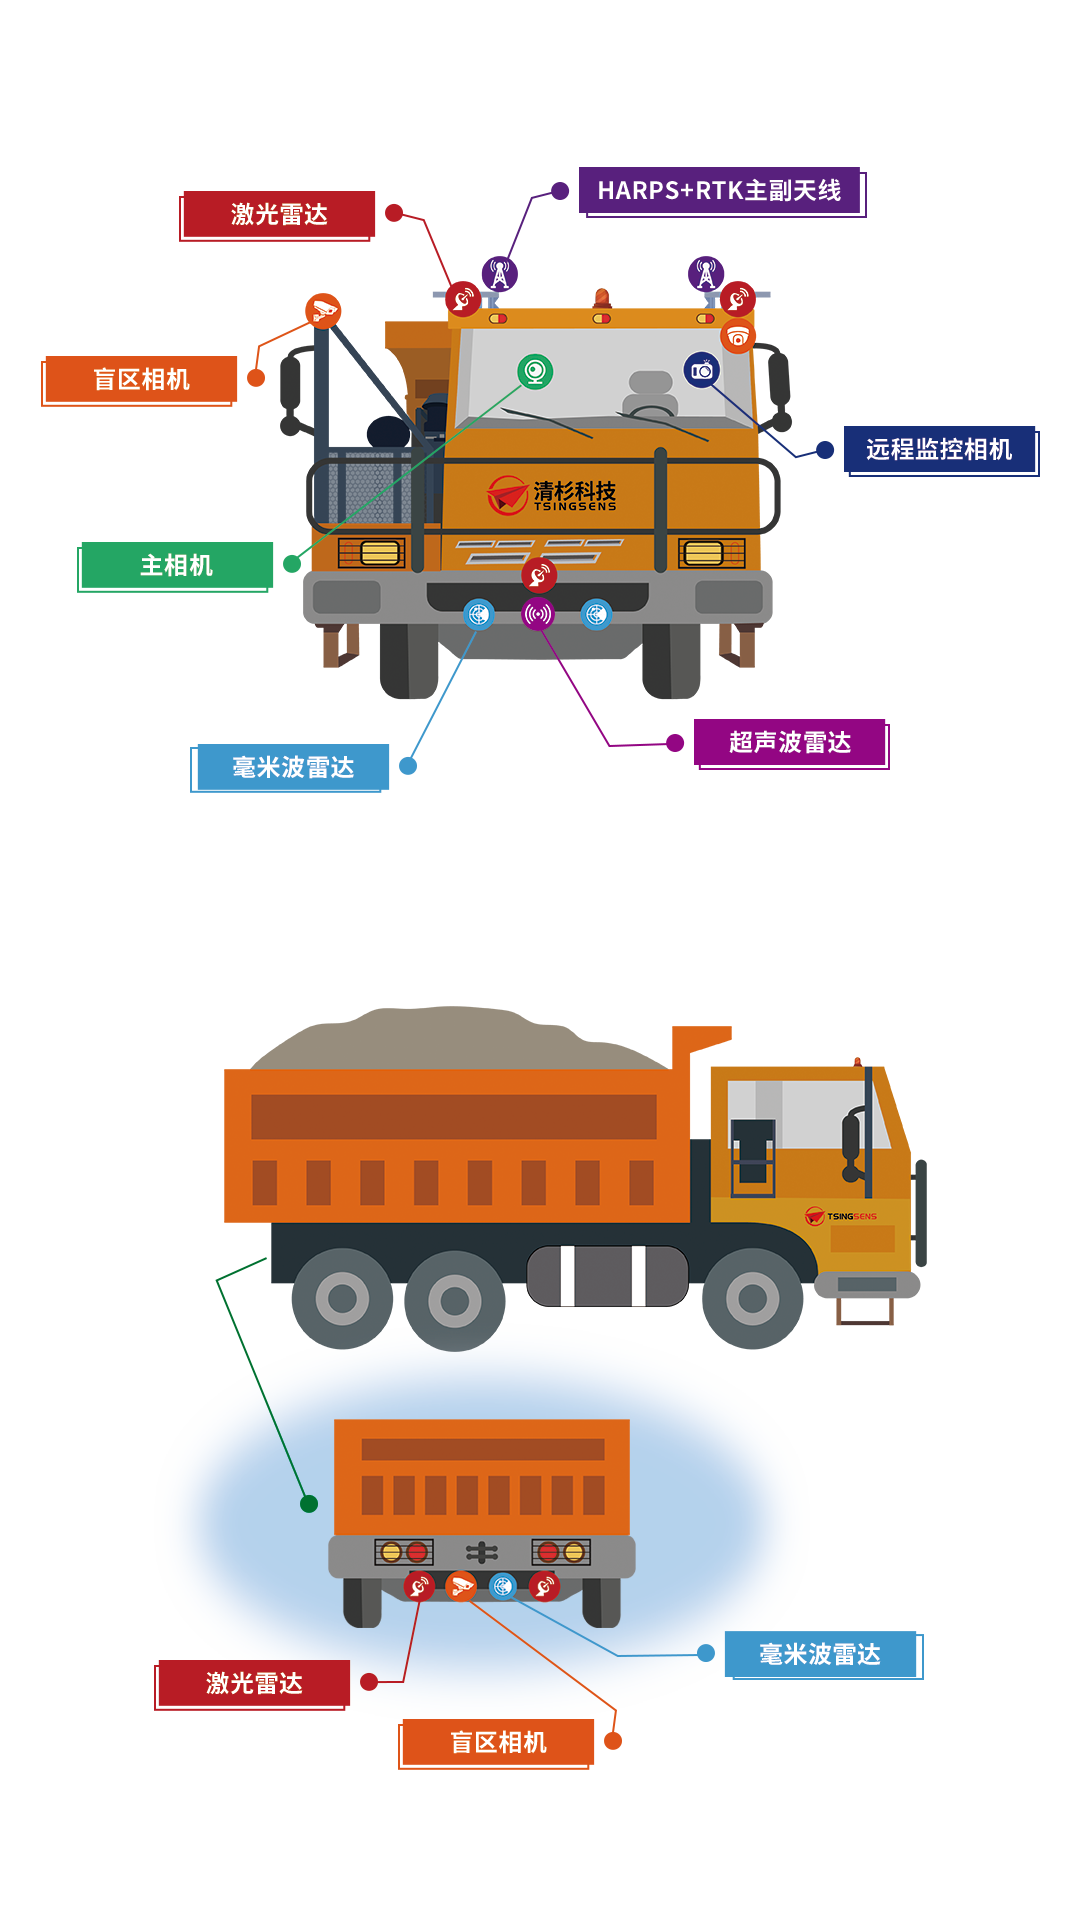 HARPS+RTK主副天线
激光雷达
盲区相机
远程监控相机
清杉科技
TSINGSENS
主相机
超声波雷达
毫米波雷达
TSINGSENS
毫米波雷达
激光雷达
盲区相机